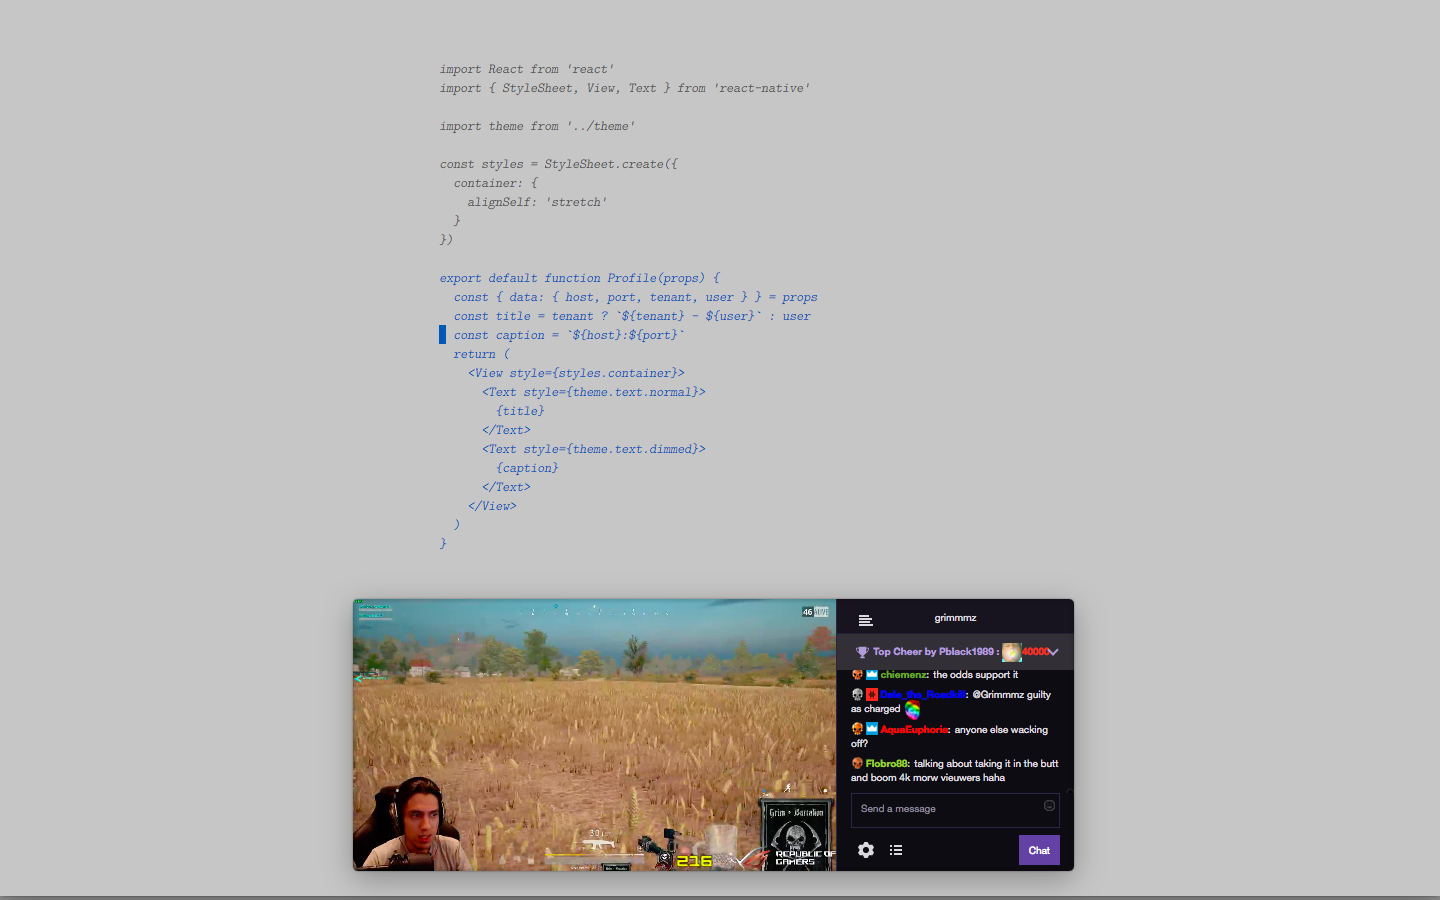 import React from 'react'
import { StyleSheet, View, Text } from 'react-native'
import theme from '../theme'
const styles = StyleSheet.create({
  container: {
    alignSelf: 'stretch'
  }
})
export default function Profile(props) {
  const { data: { host, port, tenant, user } } = props
  const title = tenant ? `${tenant} - ${user}` : user
  const caption = `${host}:${port}`
  return (
    <View style={styles.container}>
      <Text style={theme.text.normal}>
        {title}
      </Text>
      <Text style={theme.text.dimmed}>
        {caption}
      </Text>
    </View>
  )
}
46 ALIVE
30
216
Grim • Battalion
REPUBLIC OF
GAMERS
grimmmz
Top Cheer by Pblack1989 : 40000
chiemenz: the odds support it
: @Grimmmz guilty
as charged
AquaEuphoria: anyone else wacking
off?
Flobro88: talking about taking it in the butt
and boom 4k morw vieuwers haha
Send a message
Chat